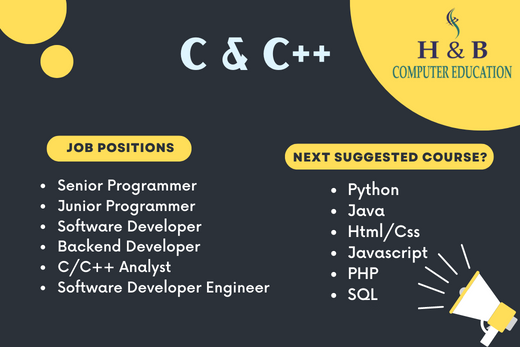 C & C++
H & B
COMPUTER EDUCATION
JOB POSITIONS
• Senior Programmer
• Junior Programmer
• Software Developer
• Backend Developer
• C/C++ Analyst
• Software Developer Engineer
NEXT SUGGESTED COURSE?
• Python
• Java
• Html/Css
• Javascript
• PHP
• SQL